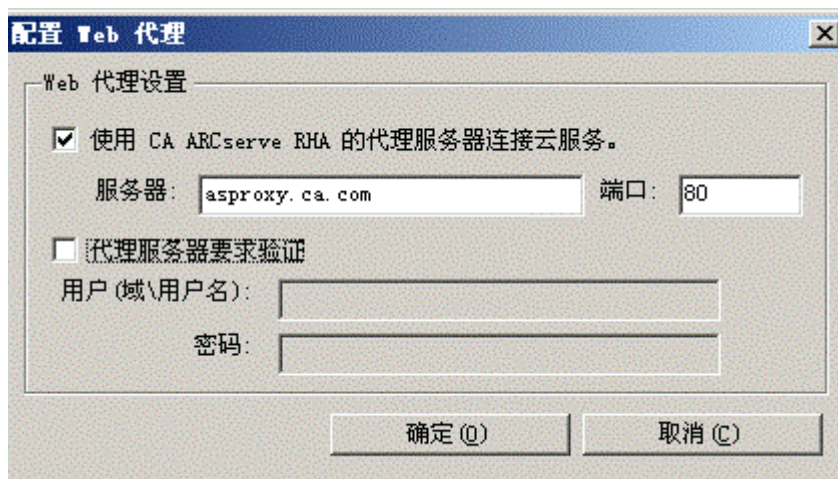 配置 Web 代理
Web 代理设置
使用 CA ARCserve RHA 的代理服务器连接云服务。
服务器: asproxy.ca.com 端口: 80
代理服务器要求验证
用户(域\用户名):
密码:
确定(O) 取消(C)